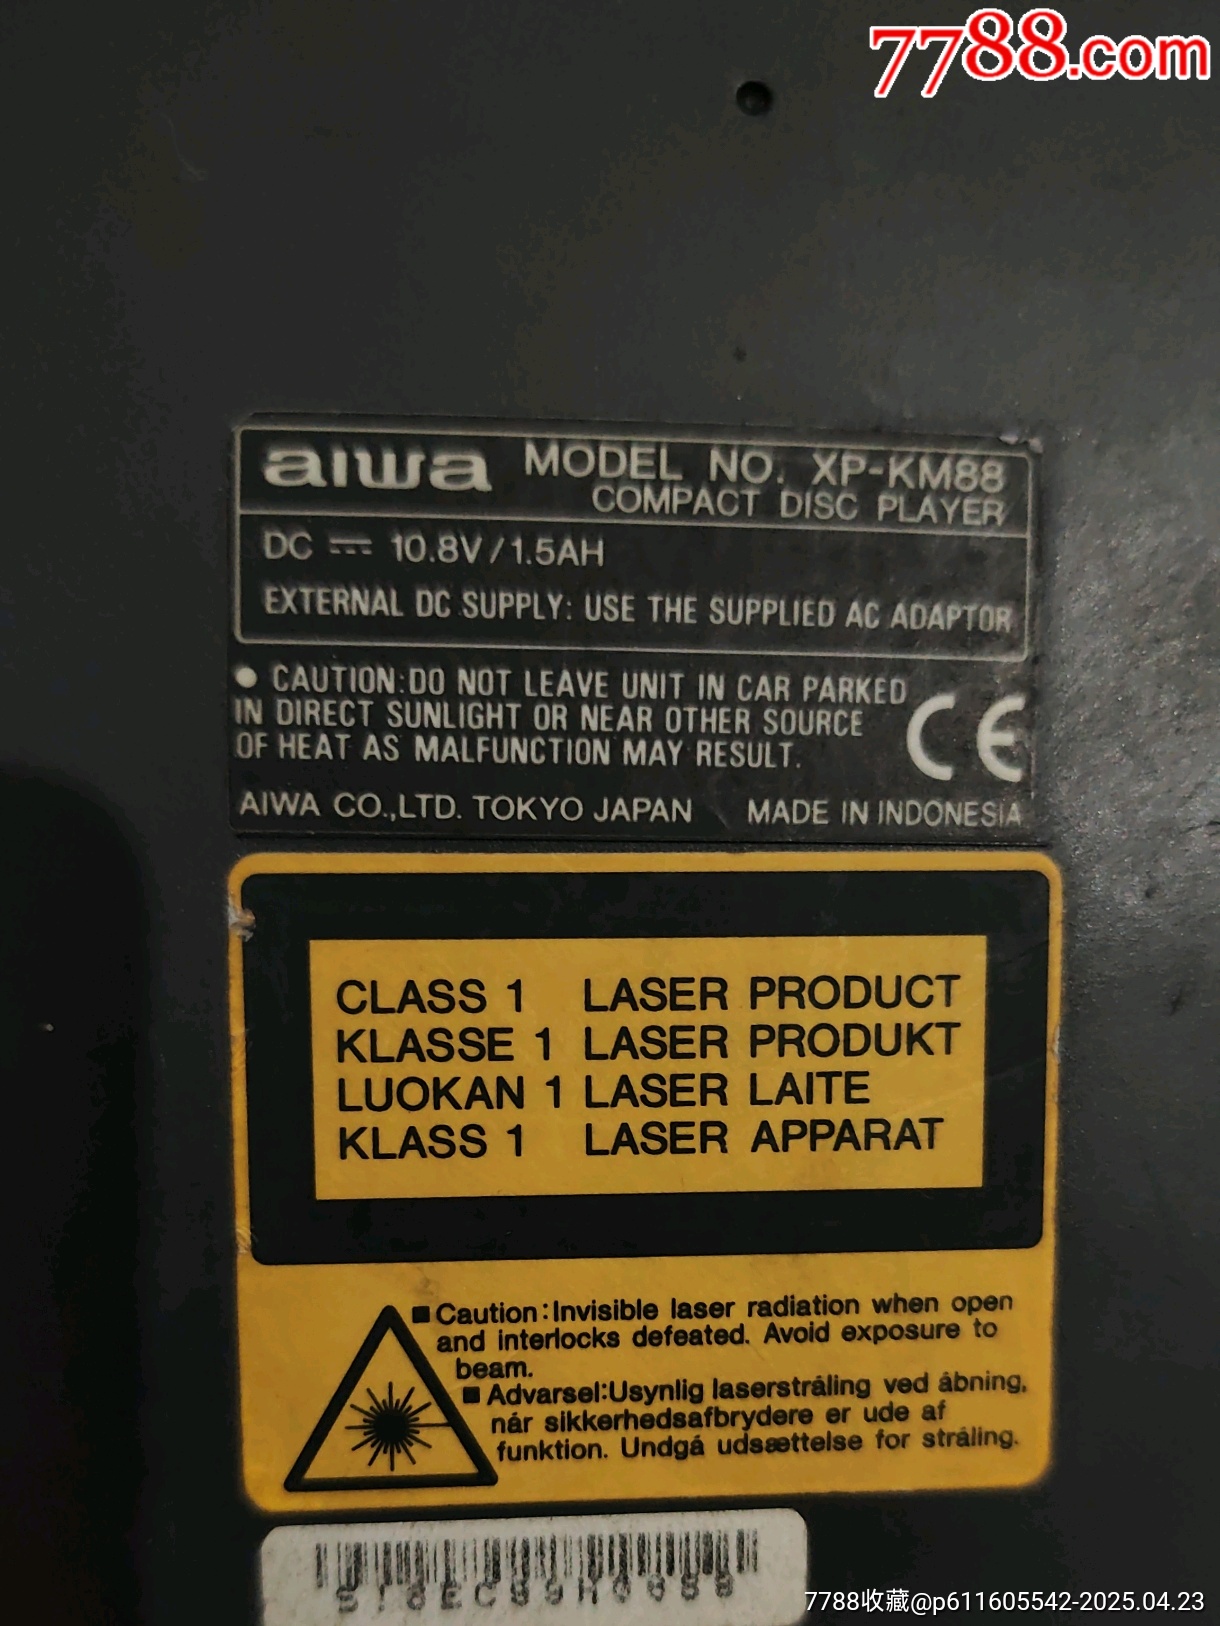 7788.com
aiwa MODEL NO. XP-KM88
COMPACT DISC PLAYER
DC ⎓ 10.8V/1.5AH
EXTERNAL DC SUPPLY: USE THE SUPPLIED AC ADAPTOR
● CAUTION:DO NOT LEAVE UNIT IN CAR PARKED
IN DIRECT SUNLIGHT OR NEAR OTHER SOURCE
OF HEAT AS MALFUNCTION MAY RESULT.
CE
AIWA CO.,LTD. TOKYO JAPAN MADE IN INDONESIA
CLASS 1 LASER PRODUCT
KLASSE 1 LASER PRODUKT
LUOKAN 1 LASER LAITE
KLASS 1 LASER APPARAT
■ Caution:Invisible laser radiation when open
and interlocks defeated. Avoid exposure to
beam.
■ Advarsel:Usynlig laserstråling ved åbning,
når sikkerhedsafbrydere er ude af
funktion. Undgå udsættelse for stråling.
7788收藏@p611605542-2025.04.23